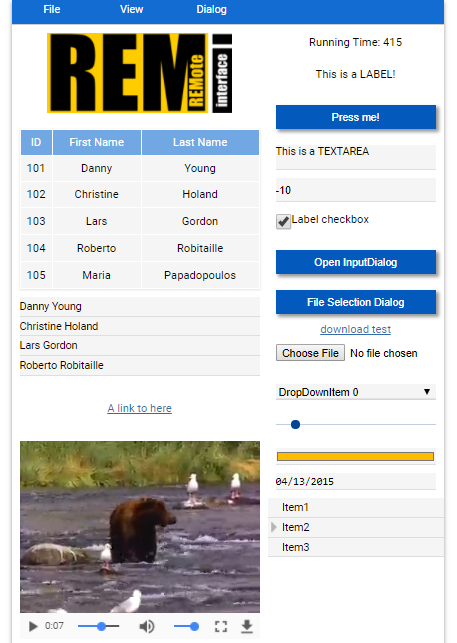 File View Dialog
REMI
REMote
interface
ID First Name Last Name
101 Danny Young
102 Christine Holand
103 Lars Gordon
104 Roberto Robitaille
105 Maria Papadopoulos
Danny Young
Christine Holand
Lars Gordon
Roberto Robitaille
A link to here
0:07
Running Time: 415
This is a LABEL!
Press me!
This is a TEXTAREA
-10
Label checkbox
Open InputDialog
File Selection Dialog
download test
Choose File No file chosen
DropDownItem 0
04/13/2015
Item1
Item2
Item3